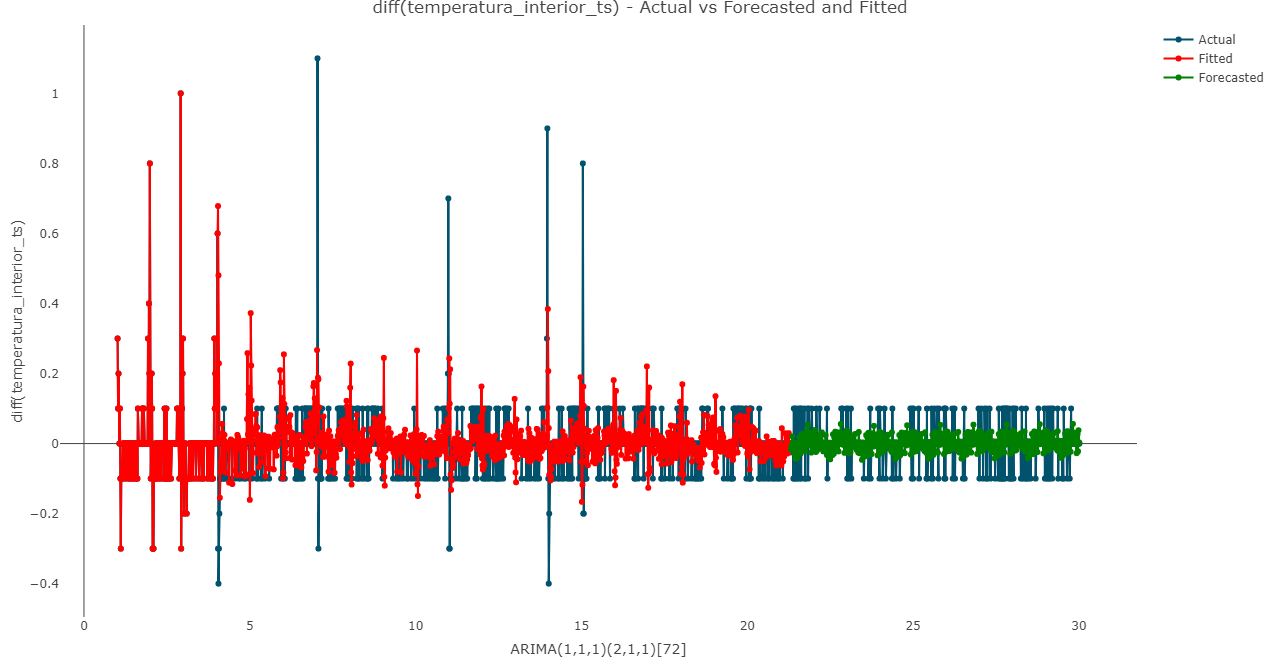 diff(temperatura_interior_ts) - Actual vs Forecasted and Fitted
Actual
Fitted
Forecasted
diff(temperatura_interior_ts)
1
0.8
0.6
0.4
0.2
0
−0.2
−0.4
0
5
10
15
20
25
30
ARIMA(1,1,1)(2,1,1)[72]